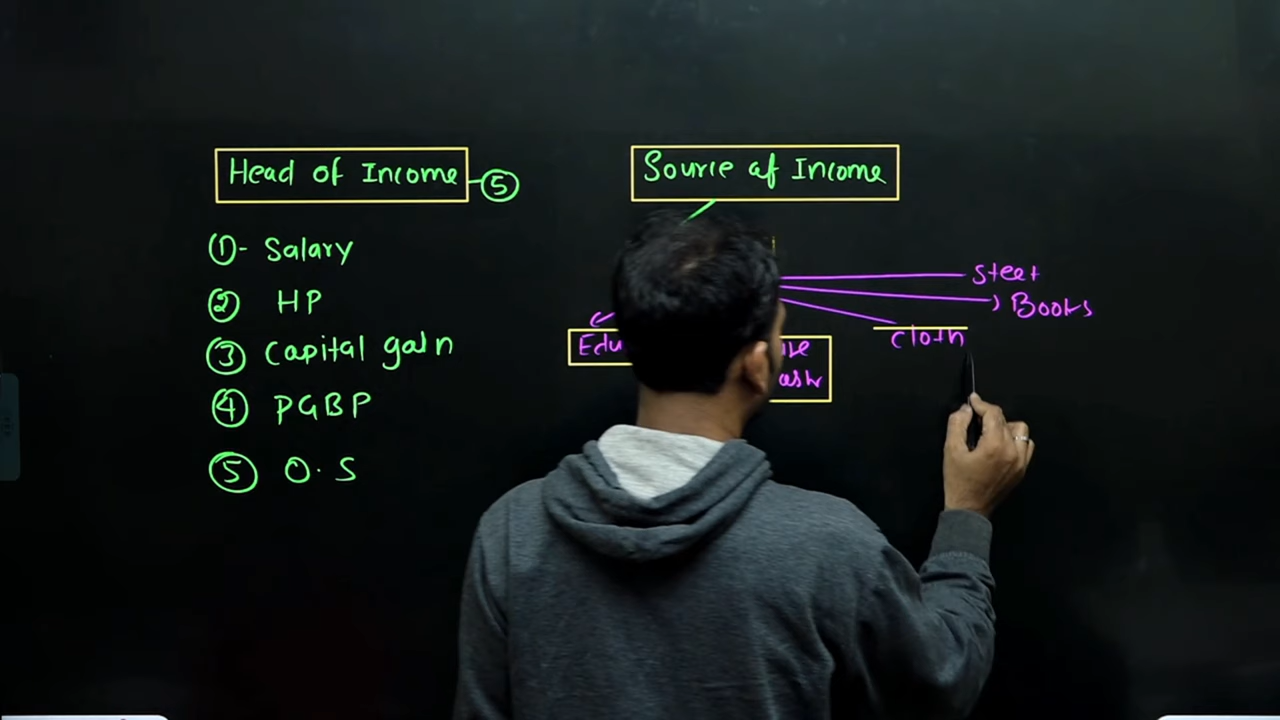 Head of Income
5
① - Salary
② HP
③ Capital gain
④ PGBP
⑤ O.S
Source of Income
Steel
Books
cloth
Edu